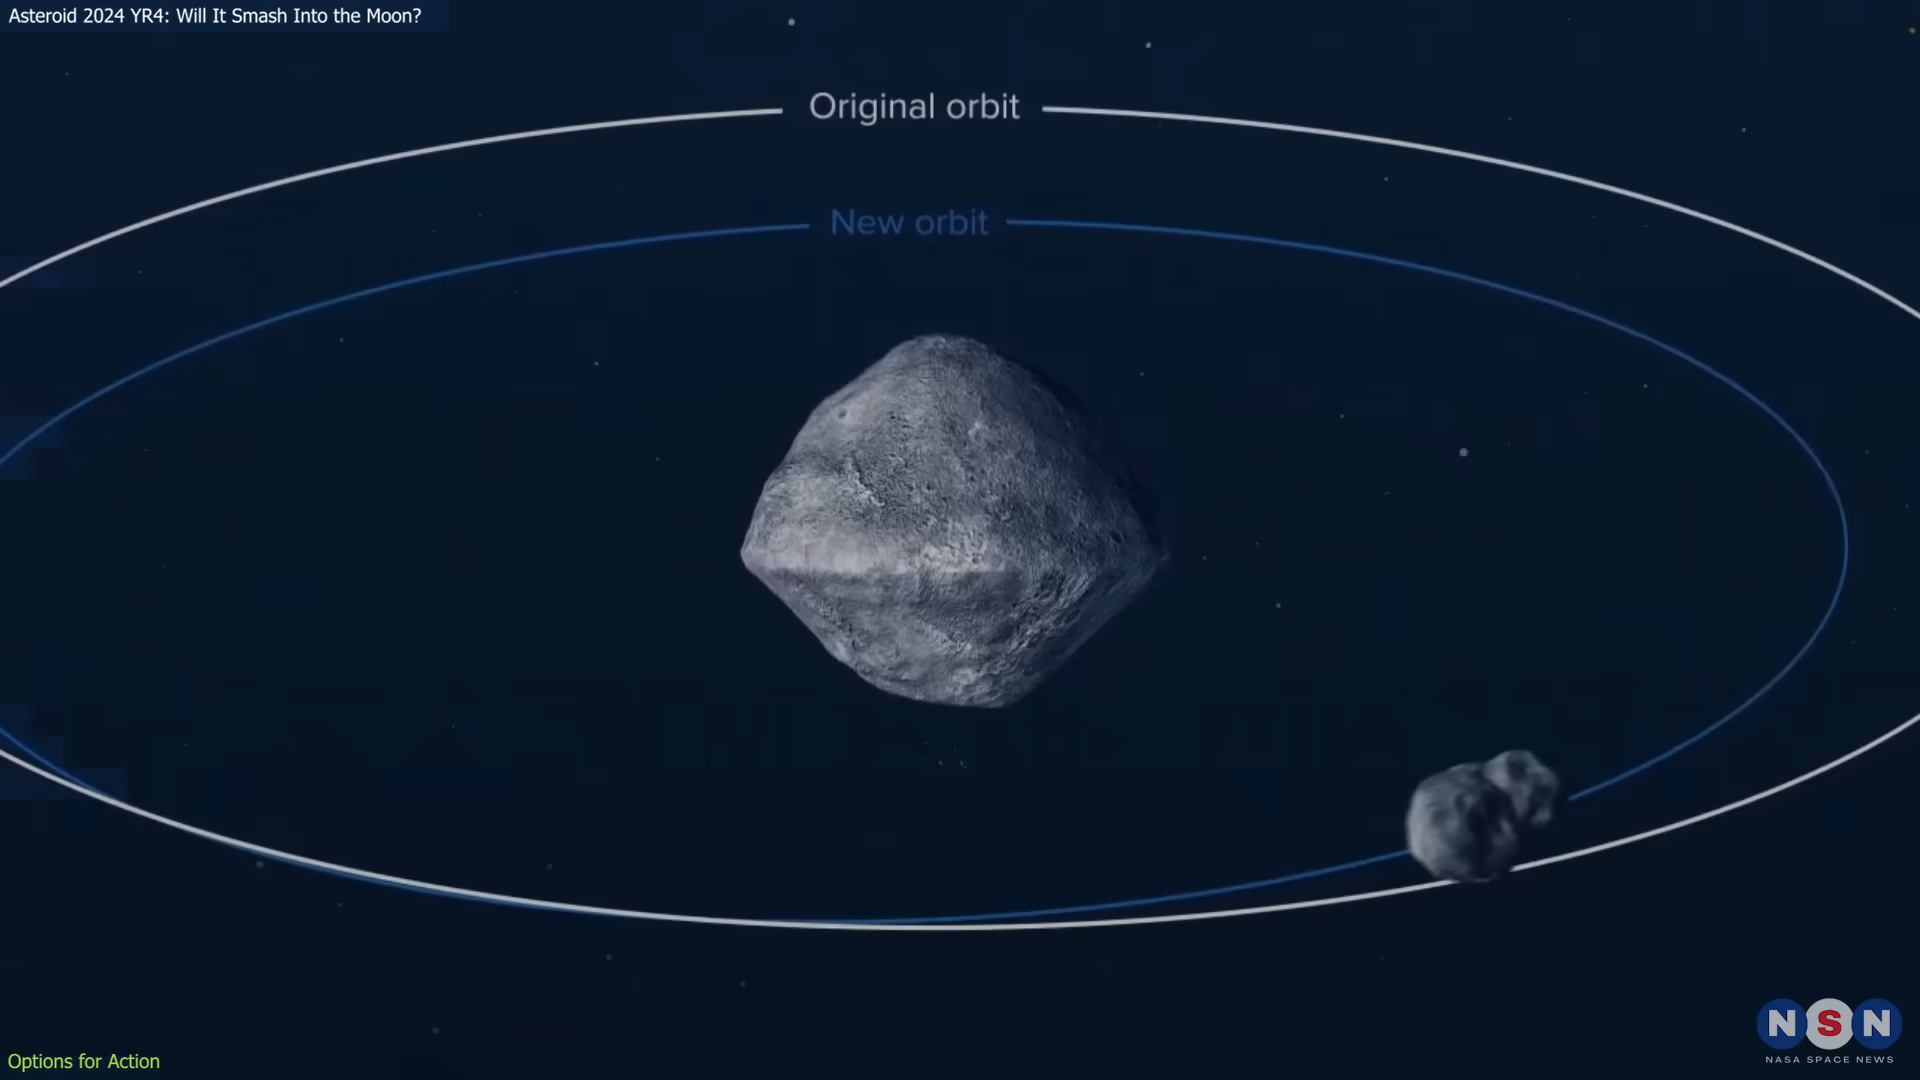 Asteroid 2024 YR4: Will It Smash Into the Moon?
Original orbit
New orbit
NSN
NASA SPACE NEWS
Options for Action